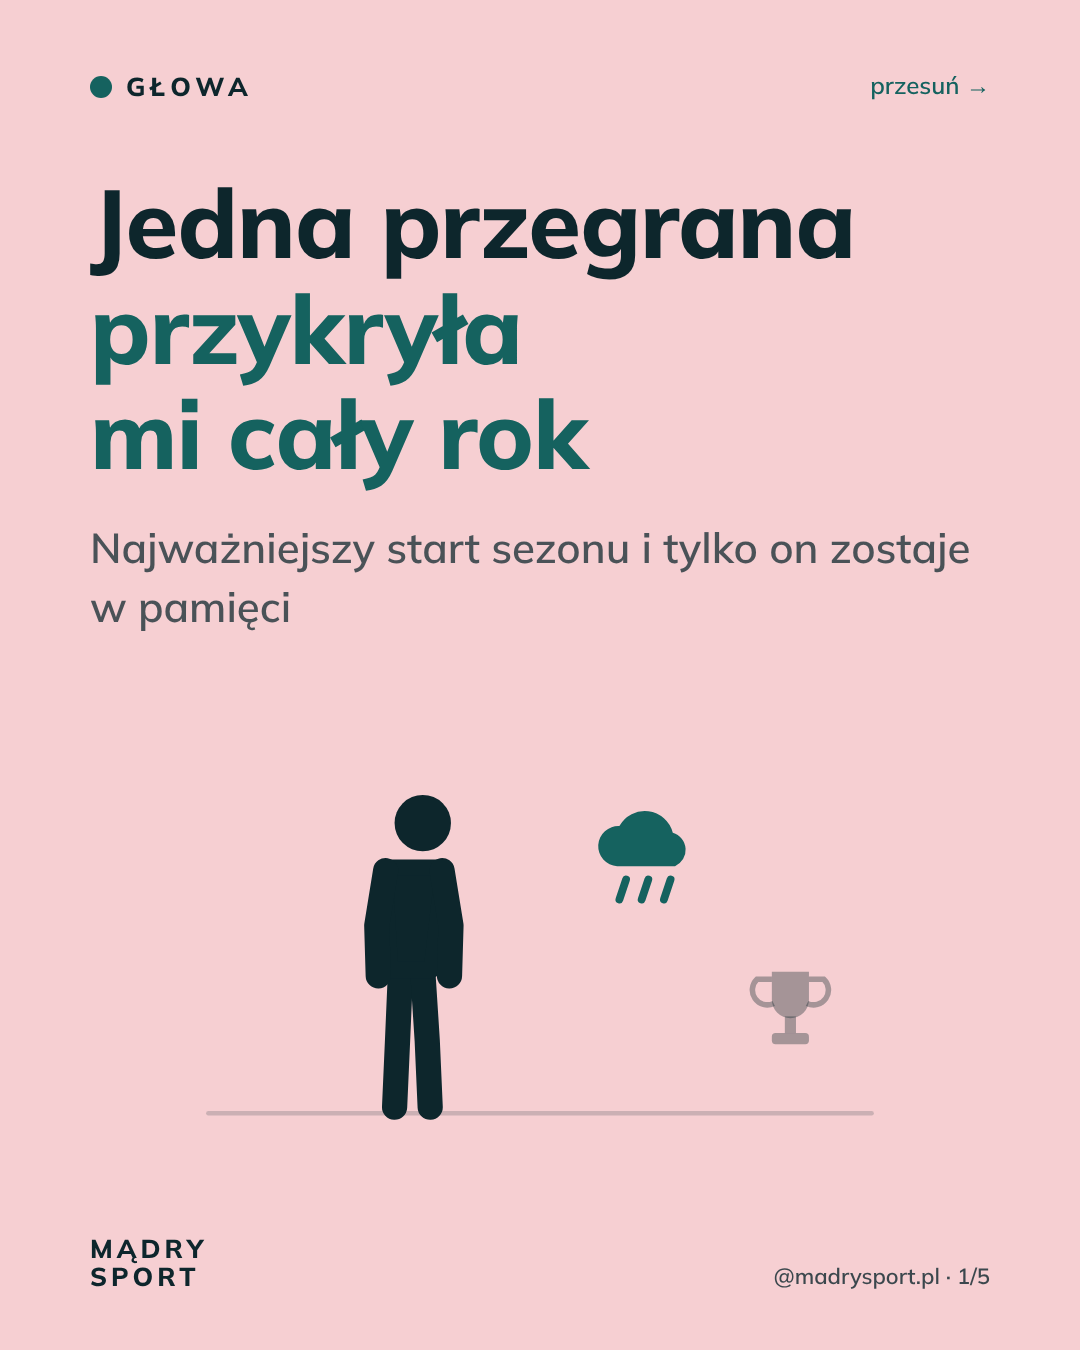 GŁOWA
przesuń →
Jedna przegrana
przykryła
mi cały rok
Najważniejszy start sezonu i tylko on zostaje
w pamięci
MĄDRY
SPORT
@madrysport.pl · 1/5